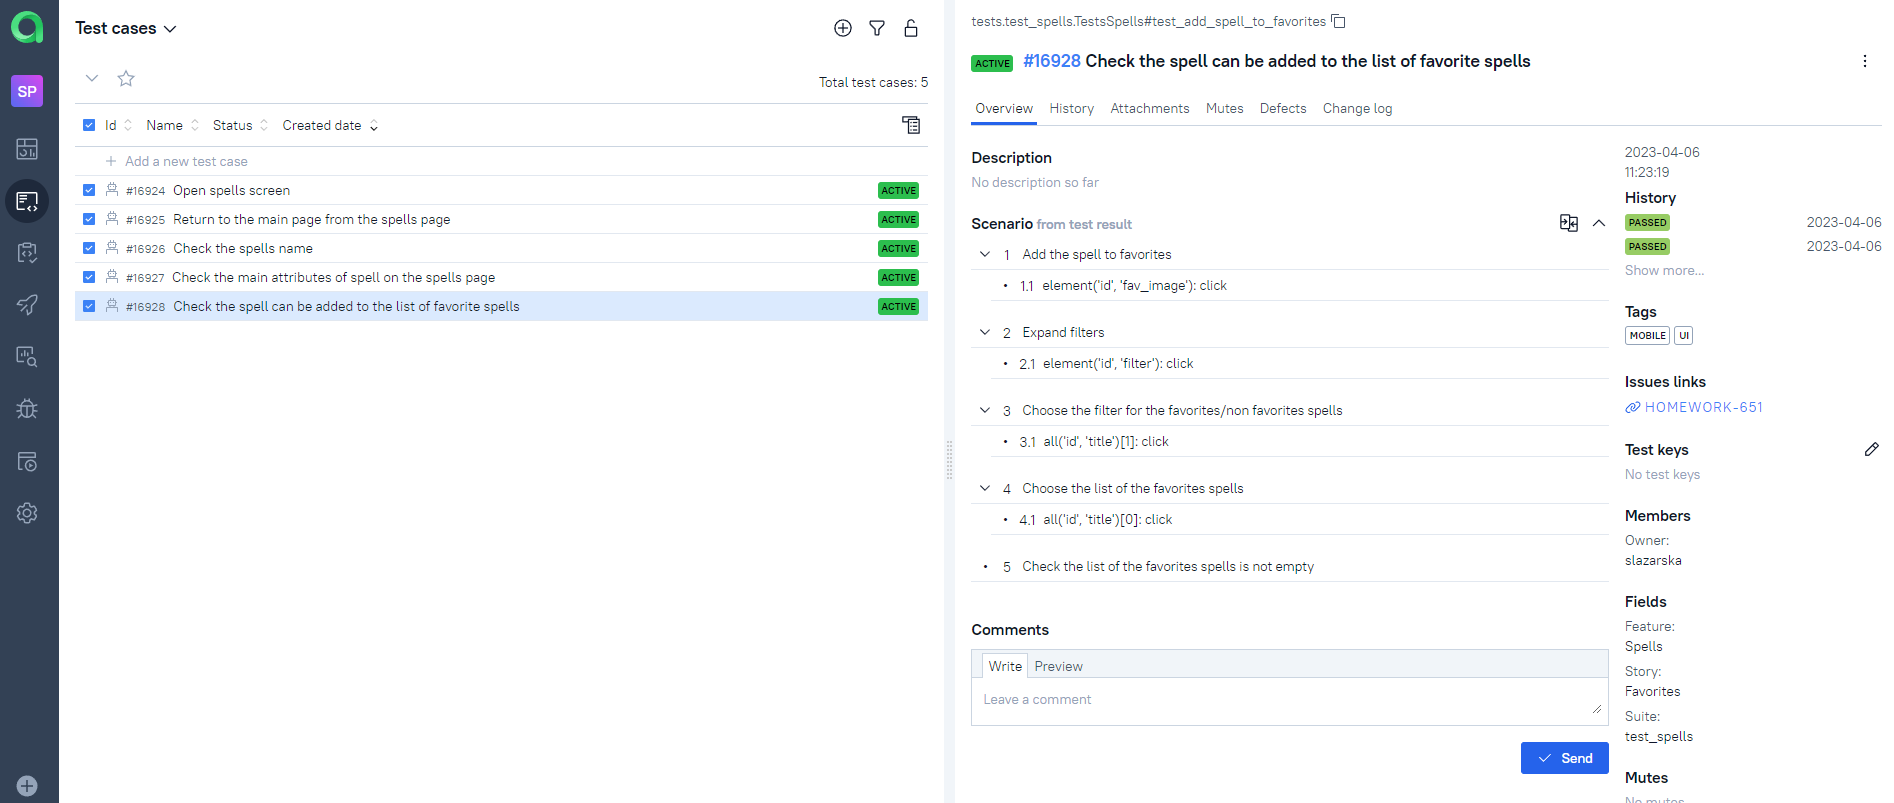 SP
Test cases
Total test cases: 5
Id Name Status Created date
Add a new test case
#16924 Open spells screen ACTIVE
#16925 Return to the main page from the spells page ACTIVE
#16926 Check the spells name ACTIVE
#16927 Check the main attributes of spell on the spells page ACTIVE
#16928 Check the spell can be added to the list of favorite spells ACTIVE
tests.test_spells.TestsSpells#test_add_spell_to_favorites
ACTIVE #16928 Check the spell can be added to the list of favorite spells
Overview History Attachments Mutes Defects Change log
Description
No description so far
Scenario from test result
1 Add the spell to favorites
• 1.1 element('id', 'fav_image'): click
2 Expand filters
• 2.1 element('id', 'filter'): click
3 Choose the filter for the favorites/non favorites spells
• 3.1 all('id', 'title')[1]: click
4 Choose the list of the favorites spells
• 4.1 all('id', 'title')[0]: click
• 5 Check the list of the favorites spells is not empty
Comments
Write Preview
Leave a comment
Send
2023-04-06
11:23:19
History
PASSED 2023-04-06
PASSED 2023-04-06
Show more...
Tags
MOBILE UI
Issues links
HOMEWORK-651
Test keys
No test keys
Members
Owner:
slazarska
Fields
Feature:
Spells
Story:
Favorites
Suite:
test_spells
Mutes
No mutes